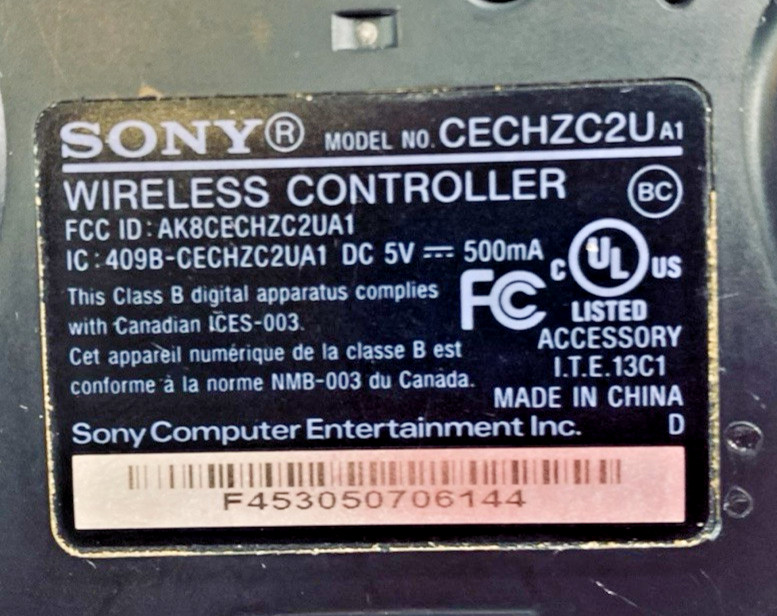 SONY® MODEL NO. CECHZC2U A1
WIRELESS CONTROLLER BC
FCC ID: AK8CECHZC2UA1
IC: 409B-CECHZC2UA1 DC 5V ⎓ 500mA
This Class B digital apparatus complies
with Canadian ICES-003.
Cet appareil numérique de la classe B est
conforme à la norme NMB-003 du Canada.
FC
C UL US
LISTED
ACCESSORY
I.T.E.13C1
MADE IN CHINA
Sony Computer Entertainment Inc. D
F453050706144